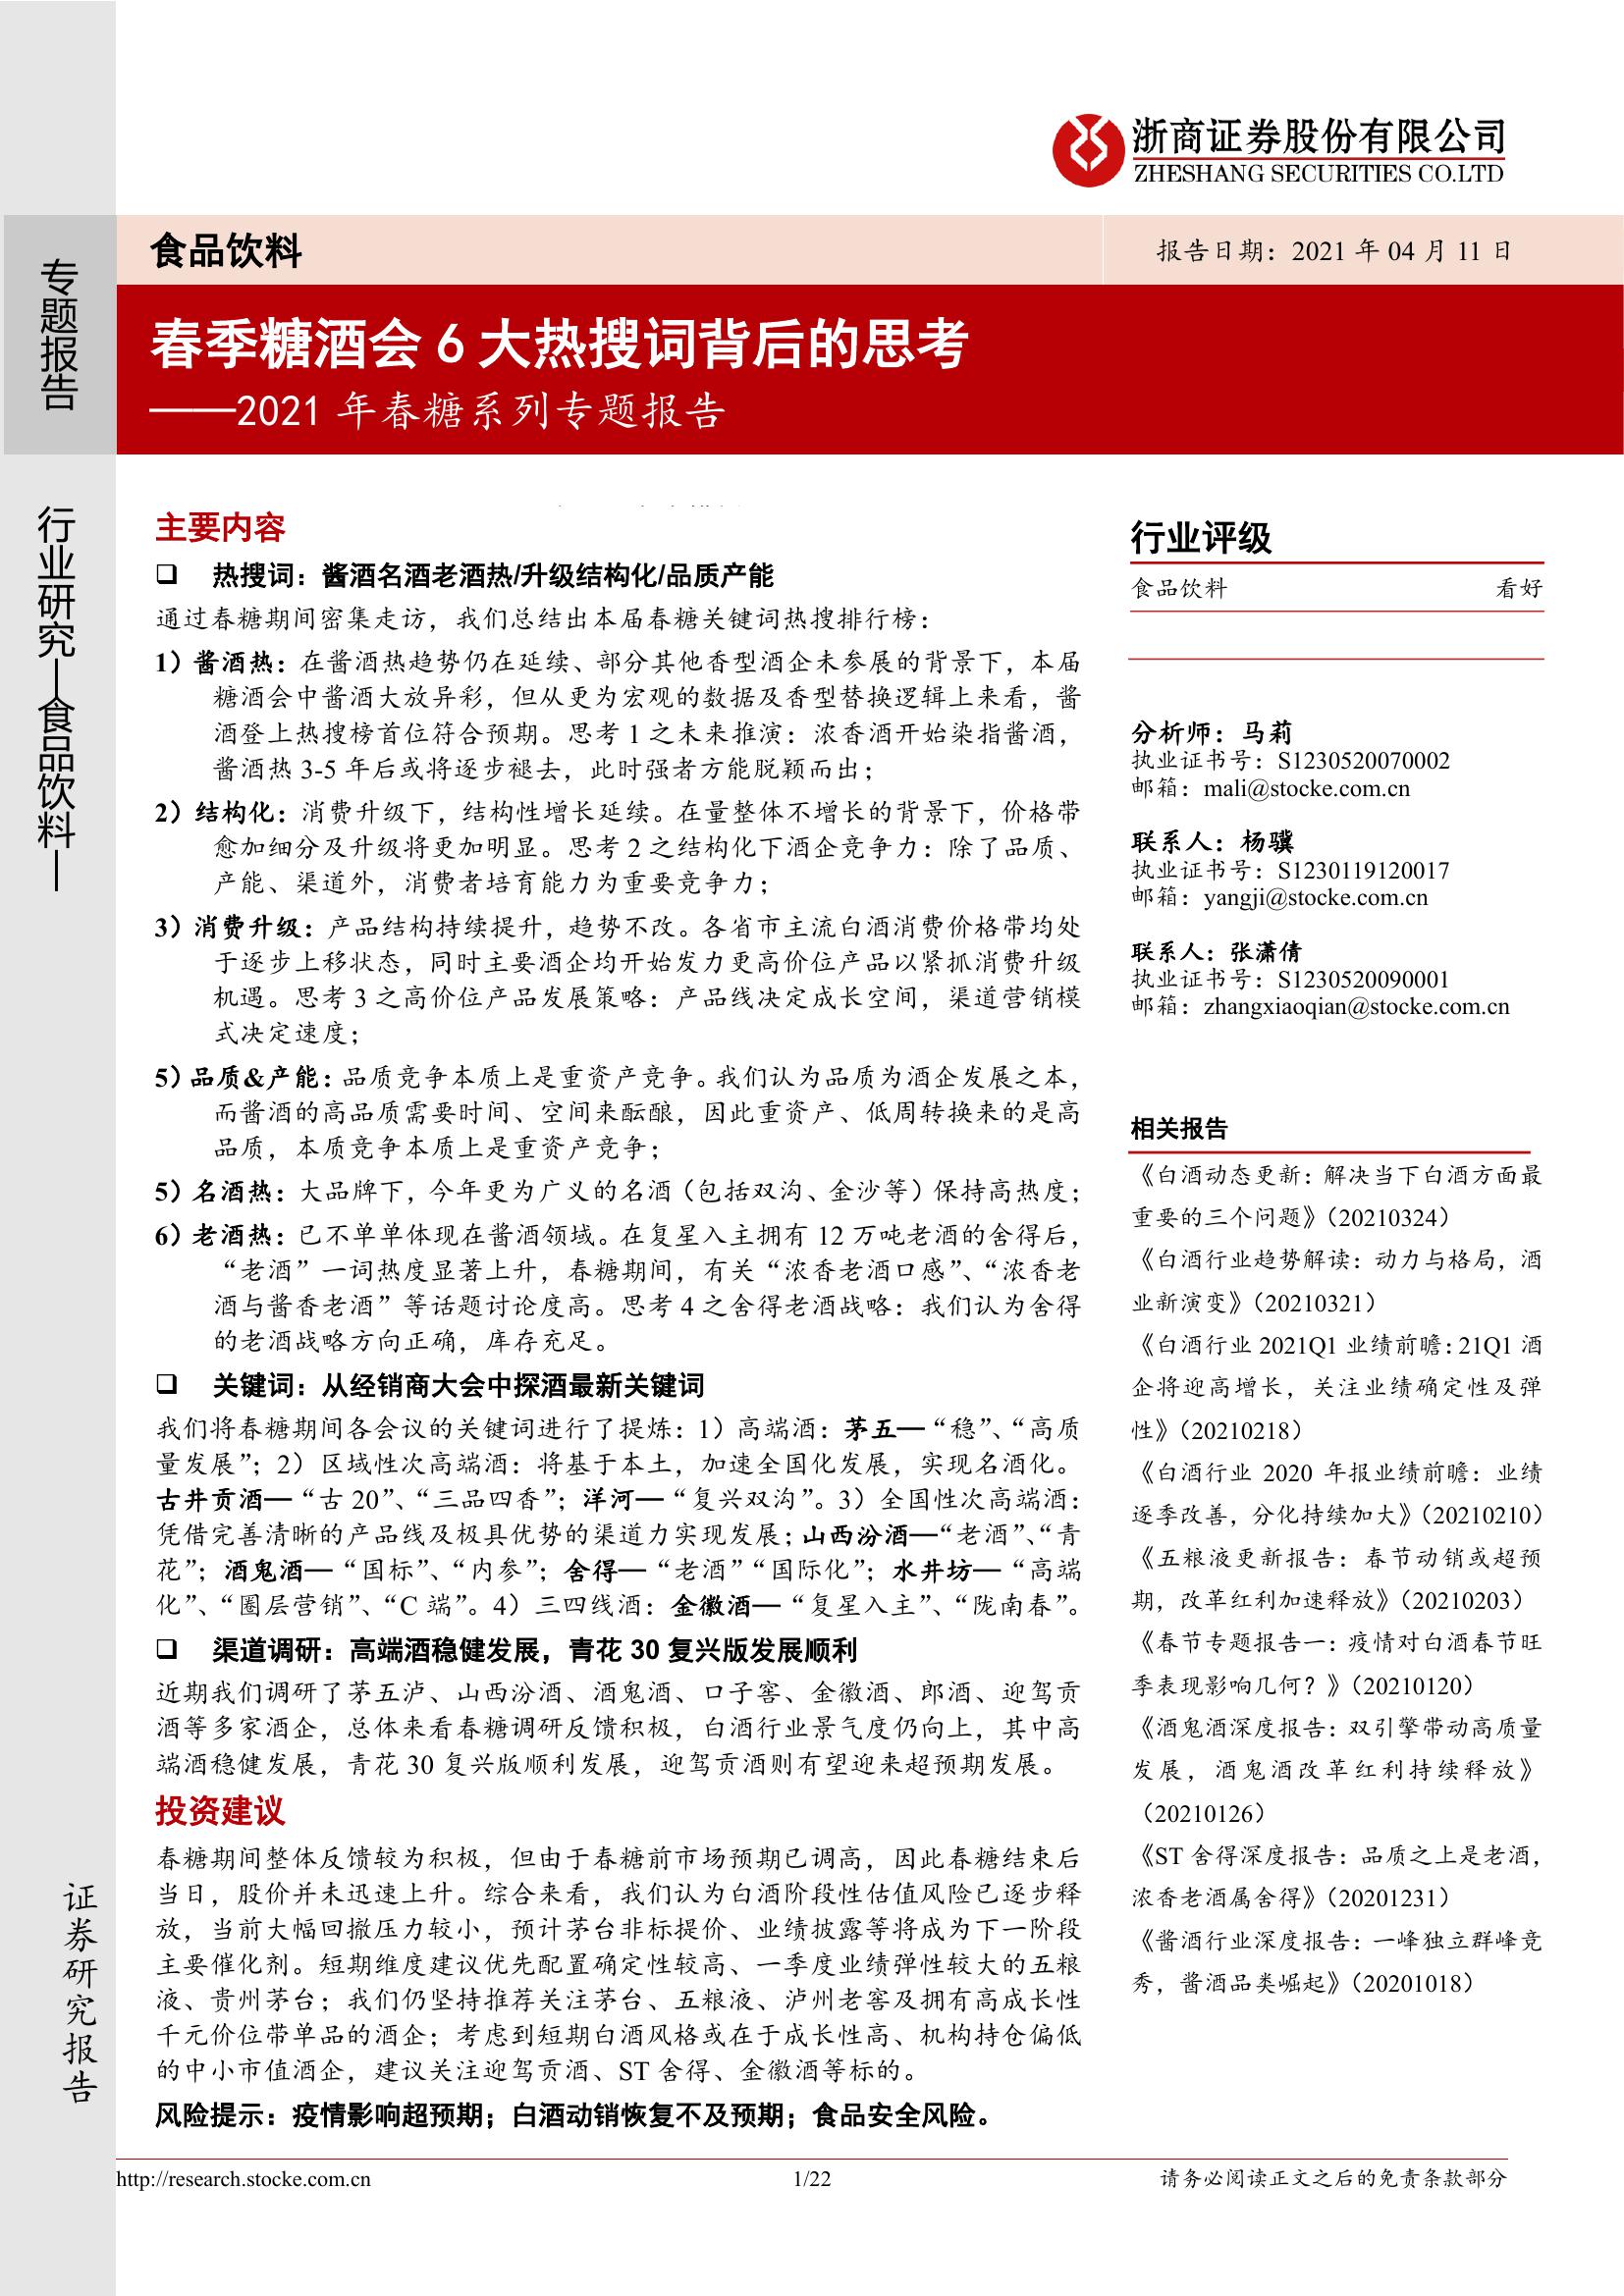 浙商证券股份有限公司
ZHESHANG SECURITIES CO.LTD
专题报告
行业研究—食品饮料—
证券研究报告
食品饮料
报告日期：2021 年 04 月 11 日
春季糖酒会 6 大热搜词背后的思考
——2021 年春糖系列专题报告
主要内容
❑ 热搜词：酱酒名酒老酒热/升级结构化/品质产能
通过春糖期间密集走访，我们总结出本届春糖关键词热搜排行榜：
1）酱酒热：在酱酒热趋势仍在延续、部分其他香型酒企未参展的背景下，本届
糖酒会中酱酒大放异彩，但从更为宏观的数据及香型替换逻辑上来看，酱
酒登上热搜榜首位符合预期。思考 1 之未来推演：浓香酒开始染指酱酒，
酱酒热 3-5 年后或将逐步褪去，此时强者方能脱颖而出；
2）结构化：消费升级下，结构性增长延续。在量整体不增长的背景下，价格带
愈加细分及升级将更加明显。思考 2 之结构化下酒企竞争力：除了品质、
产能、渠道外，消费者培育能力为重要竞争力；
3）消费升级：产品结构持续提升，趋势不改。各省市主流白酒消费价格带均处
于逐步上移状态，同时主要酒企均开始发力更高价位产品以紧抓消费升级
机遇。思考 3 之高价位产品发展策略：产品线决定成长空间，渠道营销模
式决定速度；
5）品质&产能：品质竞争本质上是重资产竞争。我们认为品质为酒企发展之本，
而酱酒的高品质需要时间、空间来酝酿，因此重资产、低周转换来的是高
品质，本质竞争本质上是重资产竞争；
5）名酒热：大品牌下，今年更为广义的名酒（包括双沟、金沙等）保持高热度；
6）老酒热：已不单单体现在酱酒领域。在复星入主拥有 12 万吨老酒的舍得后，
“老酒”一词热度显著上升，春糖期间，有关“浓香老酒口感”、“浓香老
酒与酱香老酒”等话题讨论度高。思考 4 之舍得老酒战略：我们认为舍得
的老酒战略方向正确，库存充足。
❑ 关键词：从经销商大会中探酒最新关键词
我们将春糖期间各会议的关键词进行了提炼：1）高端酒：茅五—“稳”、“高质
量发展”；2）区域性次高端酒：将基于本土，加速全国化发展，实现名酒化。
古井贡酒—“古 20”、“三品四香”；洋河—“复兴双沟”。3）全国性次高端酒：
凭借完善清晰的产品线及极具优势的渠道力实现发展；山西汾酒—“老酒”、“青
花”；酒鬼酒—“国标”、“内参”；舍得—“老酒”“国际化”；水井坊—“高端
化”、“圈层营销”、“C 端”。4）三四线酒：金徽酒—“复星入主”、“陇南春”。
❑ 渠道调研：高端酒稳健发展，青花 30 复兴版发展顺利
近期我们调研了茅五泸、山西汾酒、酒鬼酒、口子窖、金徽酒、郎酒、迎驾贡
酒等多家酒企，总体来看春糖调研反馈积极，白酒行业景气度仍向上，其中高
端酒稳健发展，青花 30 复兴版顺利发展，迎驾贡酒则有望迎来超预期发展。
投资建议
春糖期间整体反馈较为积极，但由于春糖前市场预期已调高，因此春糖结束后
当日，股价并未迅速上升。综合来看，我们认为白酒阶段性估值风险已逐步释
放，当前大幅回撤压力较小，预计茅台非标提价、业绩披露等将成为下一阶段
主要催化剂。短期维度建议优先配置确定性较高、一季度业绩弹性较大的五粮
液、贵州茅台；我们仍坚持推荐关注茅台、五粮液、泸州老窖及拥有高成长性
千元价位带单品的酒企；考虑到短期白酒风格或在于成长性高、机构持仓偏低
的中小市值酒企，建议关注迎驾贡酒、ST 舍得、金徽酒等标的。
风险提示：疫情影响超预期；白酒动销恢复不及预期；食品安全风险。
行业评级
食品饮料 看好
分析师：马莉
执业证书号：S1230520070002
邮箱：mali@stocke.com.cn
联系人：杨骥
执业证书号：S1230119120017
邮箱：yangji@stocke.com.cn
联系人：张潇倩
执业证书号：S1230520090001
邮箱：zhangxiaoqian@stocke.com.cn
相关报告
《白酒动态更新：解决当下白酒方面最
重要的三个问题》（20210324）
《白酒行业趋势解读：动力与格局，酒
业新演变》（20210321）
《白酒行业 2021Q1 业绩前瞻：21Q1 酒
企将迎高增长，关注业绩确定性及弹
性》（20210218）
《白酒行业 2020 年报业绩前瞻：业绩
逐季改善，分化持续加大》（20210210）
《五粮液更新报告：春节动销或超预
期，改革红利加速释放》（20210203）
《春节专题报告一：疫情对白酒春节旺
季表现影响几何？》（20210120）
《酒鬼酒深度报告：双引擎带动高质量
发展，酒鬼酒改革红利持续释放》
（20210126）
《ST 舍得深度报告：品质之上是老酒，
浓香老酒属舍得》（20201231）
《酱酒行业深度报告：一峰独立群峰竞
秀，酱酒品类崛起》（20201018）
http://research.stocke.com.cn
1/22
请务必阅读正文之后的免责条款部分